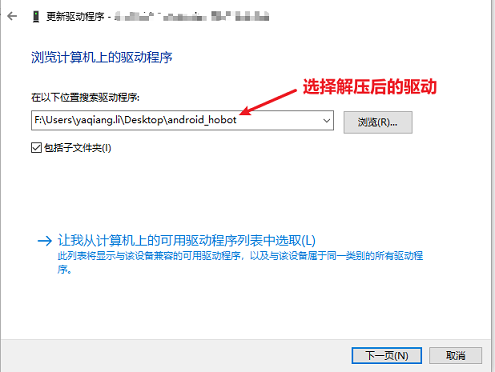 更新驱动程序 -
浏览计算机上的驱动程序
选择解压后的驱动
在以下位置搜索驱动程序:
F:\Users\yaqiang.li\Desktop\android_hobot
浏览(R)...
包括子文件夹(I)
让我从计算机上的可用驱动程序列表中选取(L)
此列表将显示与该设备兼容的可用驱动程序，以及与该设备属于同一类别的所有驱动程
序。
下一页(N)
取消